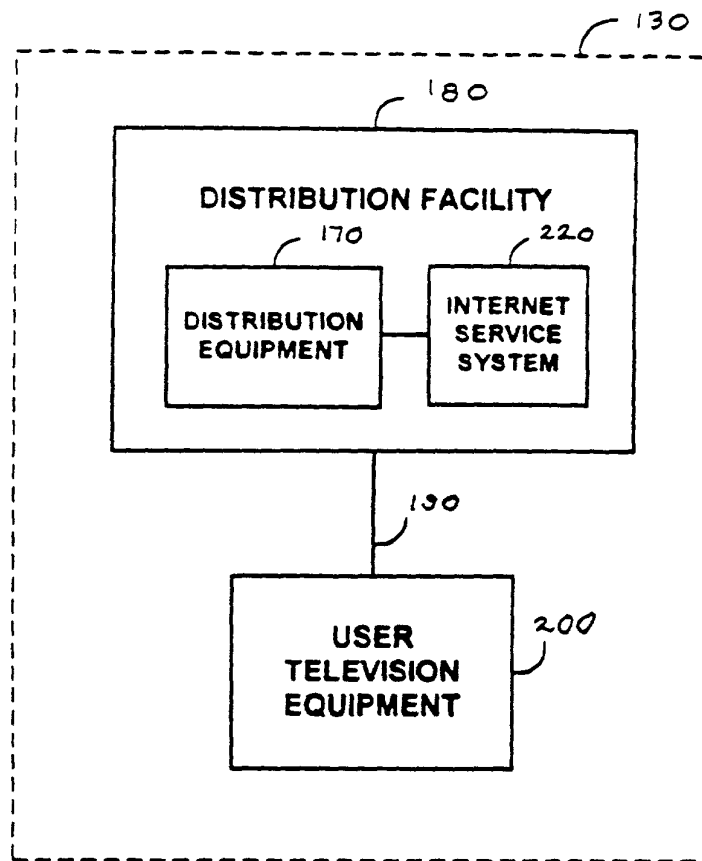 130
180
DISTRIBUTION FACILITY
170
220
DISTRIBUTION
EQUIPMENT
INTERNET
SERVICE
SYSTEM
190
USER
TELEVISION
EQUIPMENT
200